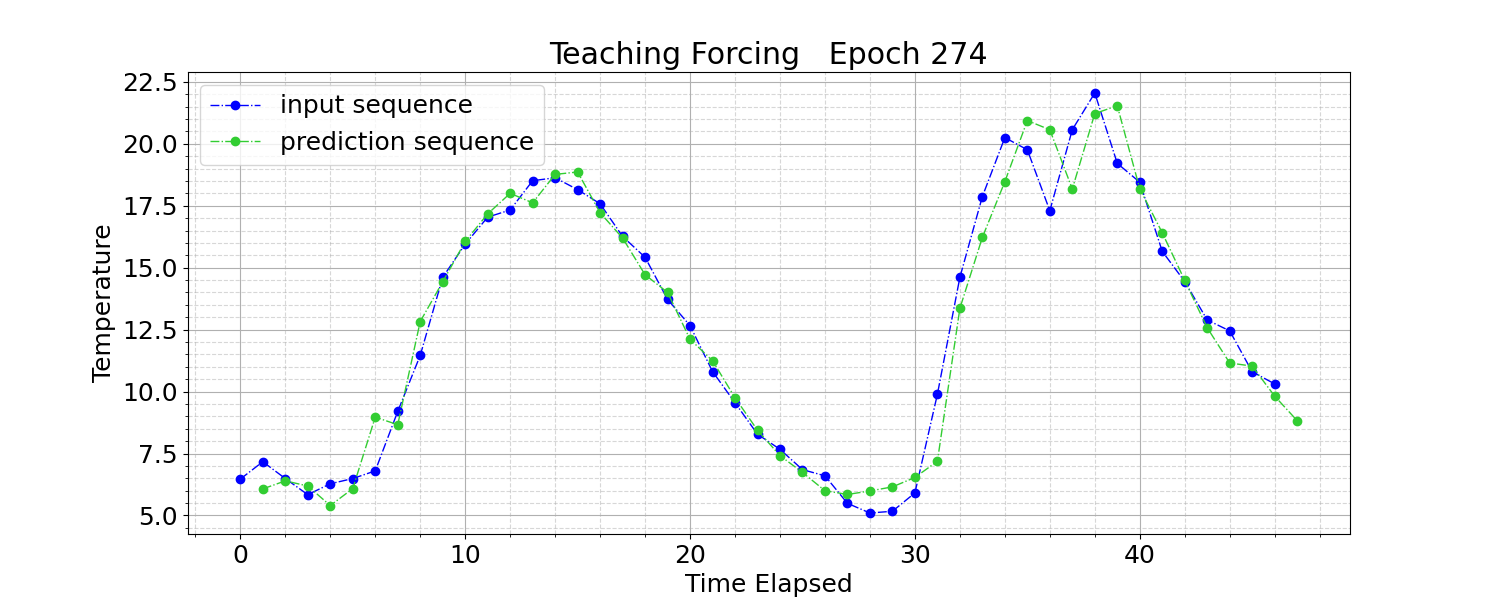 Teaching Forcing   Epoch 274
input sequence
prediction sequence
Temperature
22.5
20.0
17.5
15.0
12.5
10.0
7.5
5.0
0 10 20 30 40
Time Elapsed